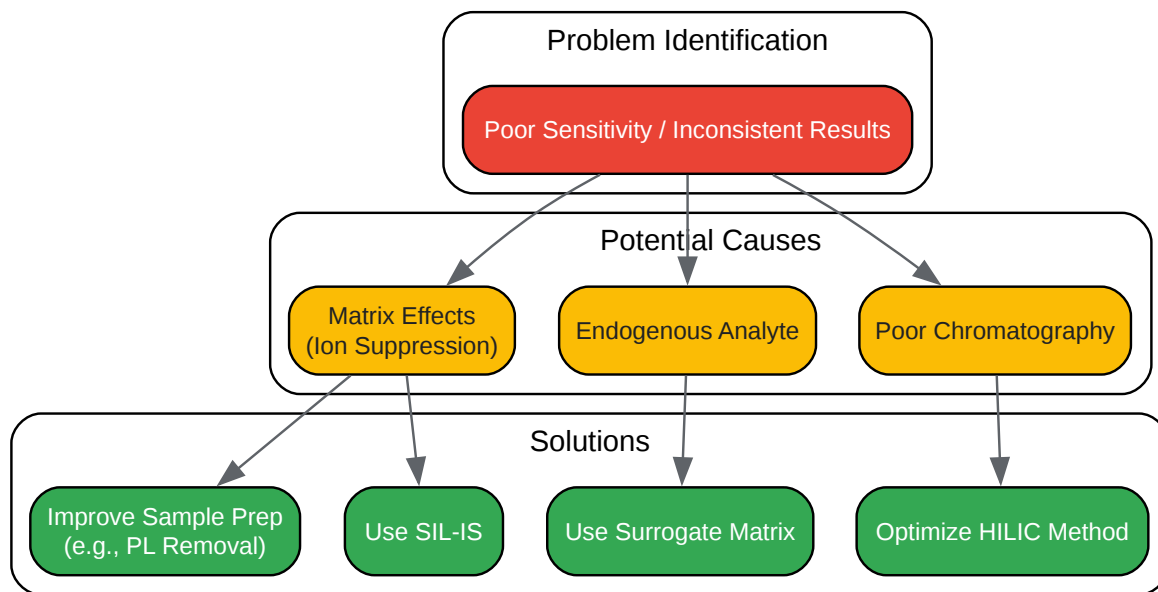 Problem Identification
Poor Sensitivity / Inconsistent Results
Potential Causes
Matrix Effects
(Ion Suppression)
Endogenous Analyte
Poor Chromatography
Solutions
Improve Sample Prep
(e.g., PL Removal)
Use SIL-IS
Use Surrogate Matrix
Optimize HILIC Method